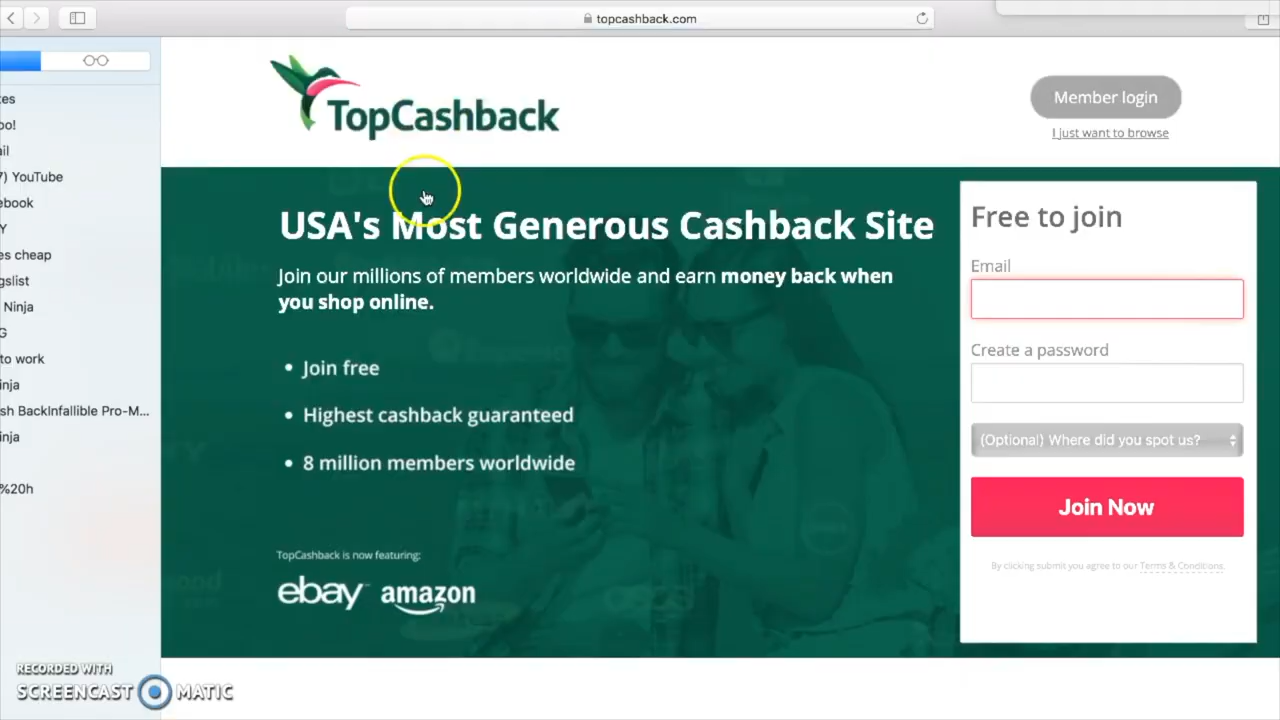 topcashback.com
tes
oo!
ail
7) YouTube
ebook
Y
es cheap
gslist
Ninja
G
to work
inja
sh BackInfallible Pro-M...
inja
%20h
TopCashback
Member login
I just want to browse
USA's Most Generous Cashback Site
Join our millions of members worldwide and earn money back when
you shop online.
• Join free
• Highest cashback guaranteed
• 8 million members worldwide
TopCashback is now featuring:
ebay amazon
Free to join
Email
Create a password
(Optional) Where did you spot us?
Join Now
By clicking submit you agree to our Terms & Conditions.
RECORDED WITH
SCREENCAST MATIC